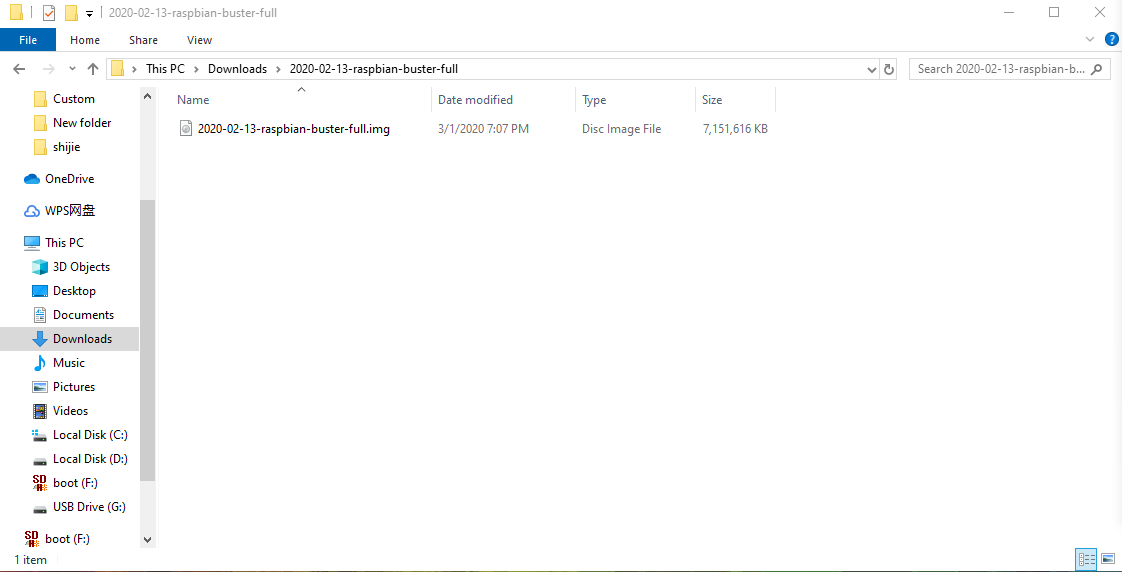 2020-02-13-raspbian-buster-full
File Home Share View
This PC Downloads 2020-02-13-raspbian-buster-full Search 2020-02-13-raspbian-b...
Name Date modified Type Size
2020-02-13-raspbian-buster-full.img 3/1/2020 7:07 PM Disc Image File 7,151,616 KB
Custom
New folder
shijie
OneDrive
WPS网盘
This PC
3D Objects
Desktop
Documents
Downloads
Music
Pictures
Videos
Local Disk (C:)
Local Disk (D:)
SD boot (F:)
USB Drive (G:)
SD boot (F:)
1 item